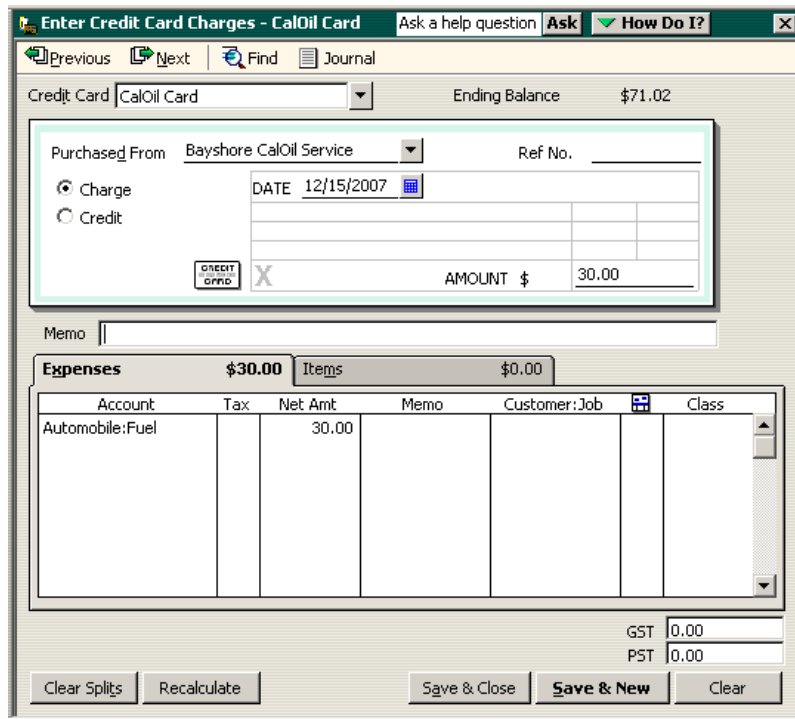 Enter Credit Card Charges - CalOil Card Ask a help question Ask How Do I?
Previous Next Find Journal
Credit Card CalOil Card Ending Balance $71.02
Purchased From Bayshore CalOil Service Ref No.
Charge DATE 12/15/2007
Credit
CREDIT CARD X AMOUNT $ 30.00
Memo
Expenses $30.00 Items $0.00
Account Tax Net Amt Memo Customer:Job Class
Automobile:Fuel 30.00
GST 0.00
PST 0.00
Clear Splits Recalculate Save & Close Save & New Clear